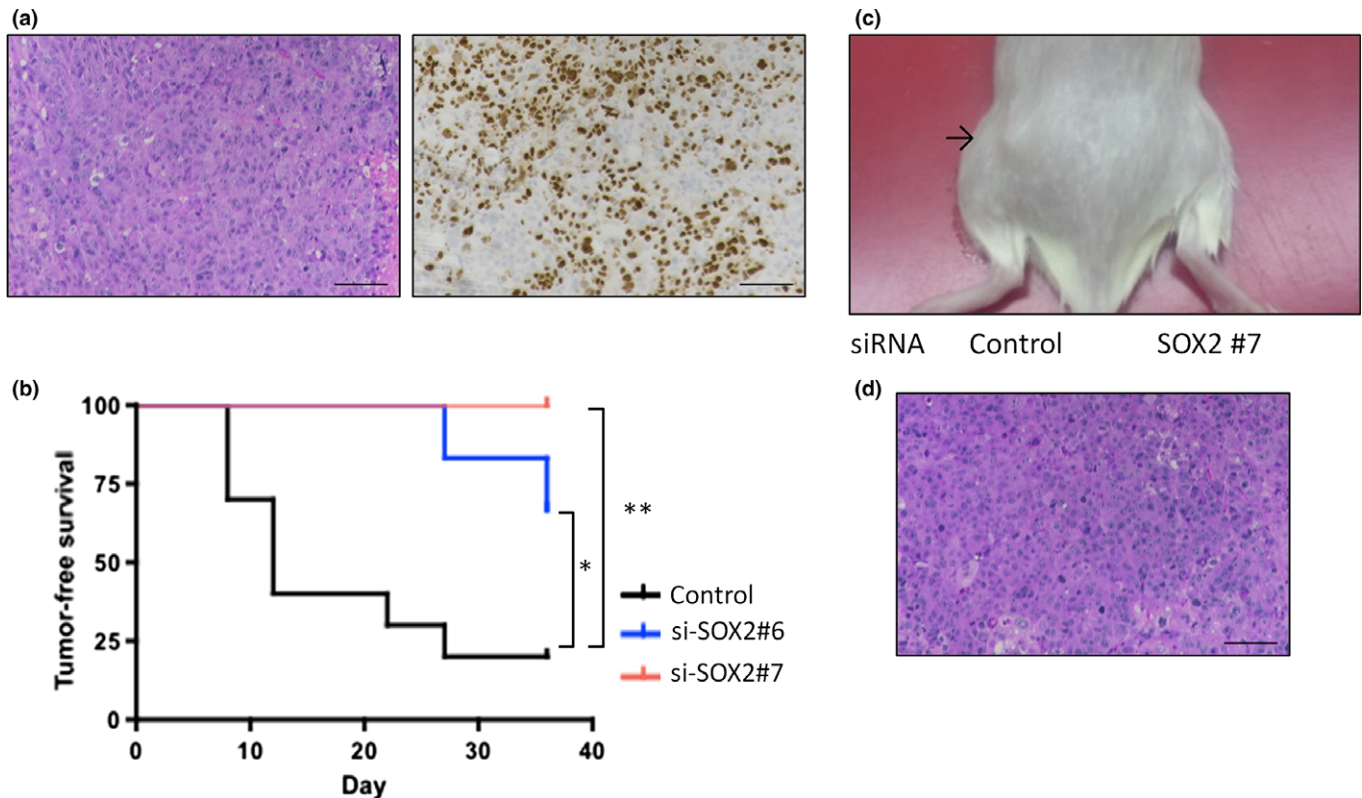 (a)
(c)
siRNA Control SOX2 #7
(b)
100
75
50
25
0
Tumor-free survival
0 10 20 30 40
Day
**
*
Control
si-SOX2#6
si-SOX2#7
(d)